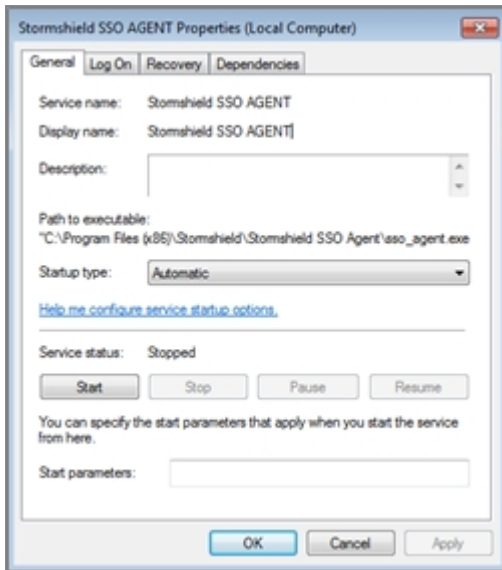 Stormshield SSO AGENT Properties (Local Computer)
General Log On Recovery Dependencies
Service name: Stormshield SSO AGENT
Display name: Stormshield SSO AGENT
Description:
Path to executable:
"C:\Program Files (x86)\Stormshield\Stormshield SSO Agent\sso_agent.exe
Startup type: Automatic
Help me configure service startup options.
Service status: Stopped
Start Stop Pause Resume
You can specify the start parameters that apply when you start the service
from here.
Start parameters:
OK Cancel Apply